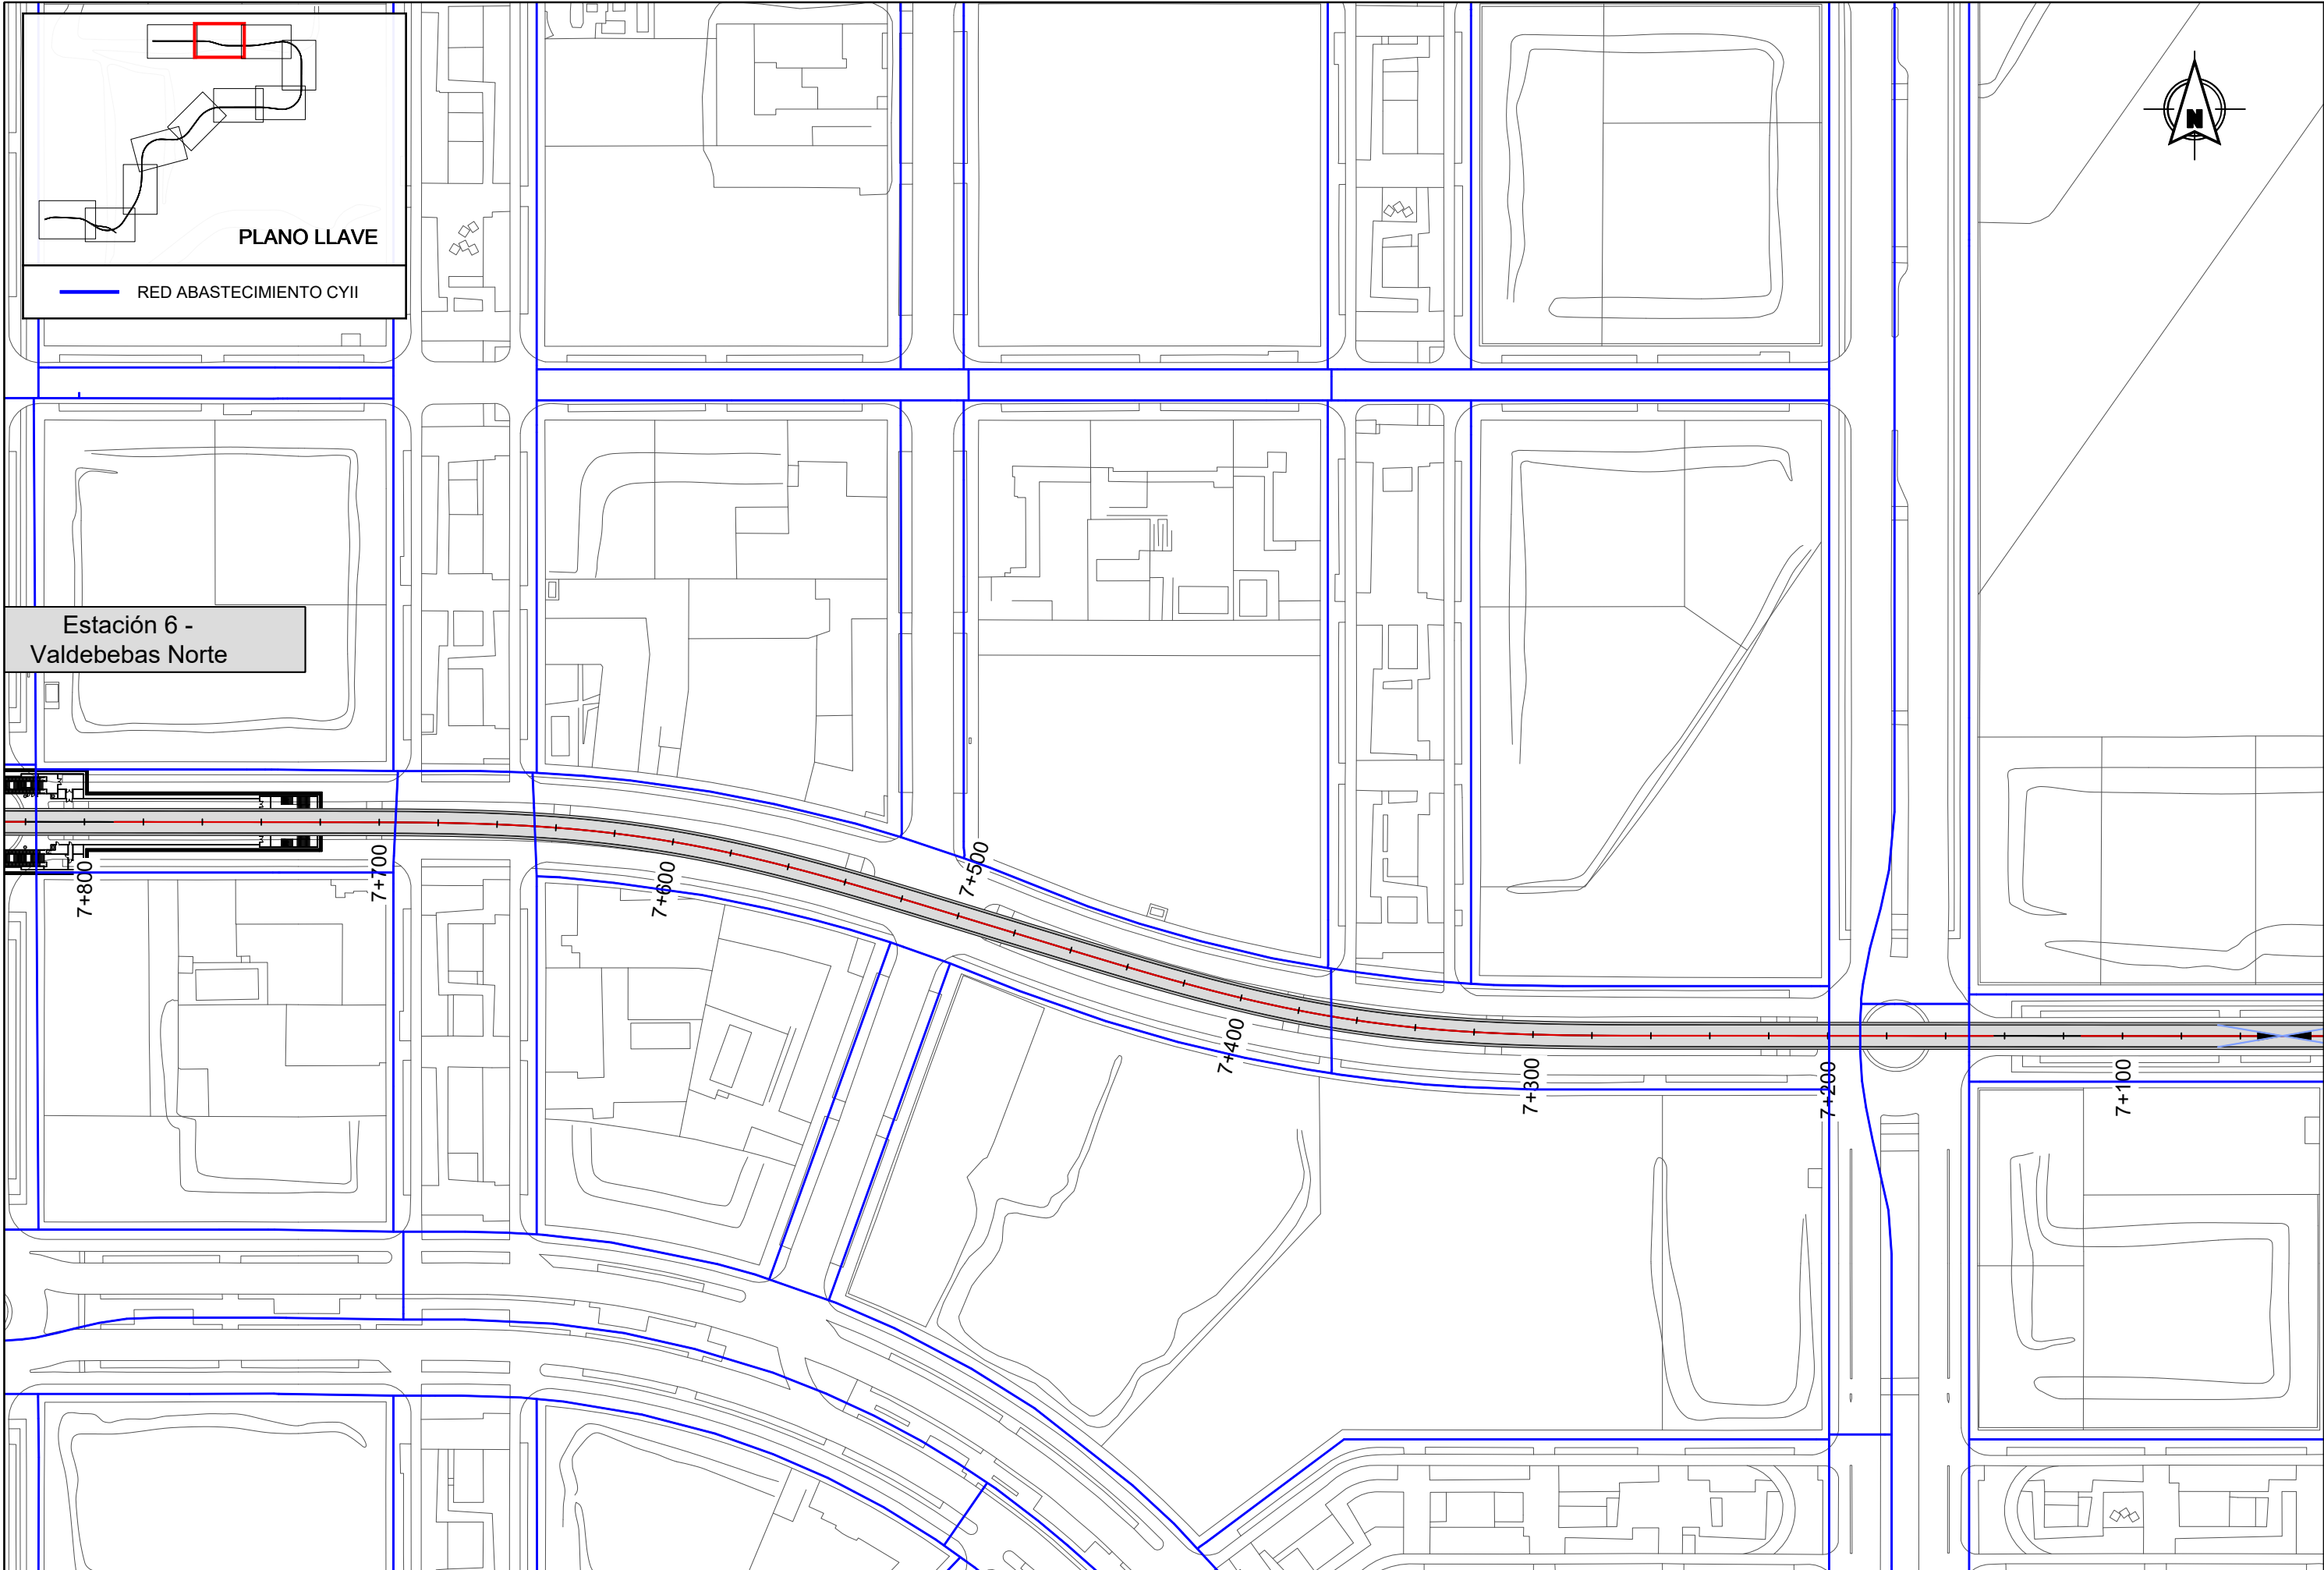 N
PLANO LLAVE
RED ABASTECIMIENTO CYII
Estación 6 -
Valdebebas Norte
7+800
7+700
7+600
7+500
7+400
7+300
7+200
7+100